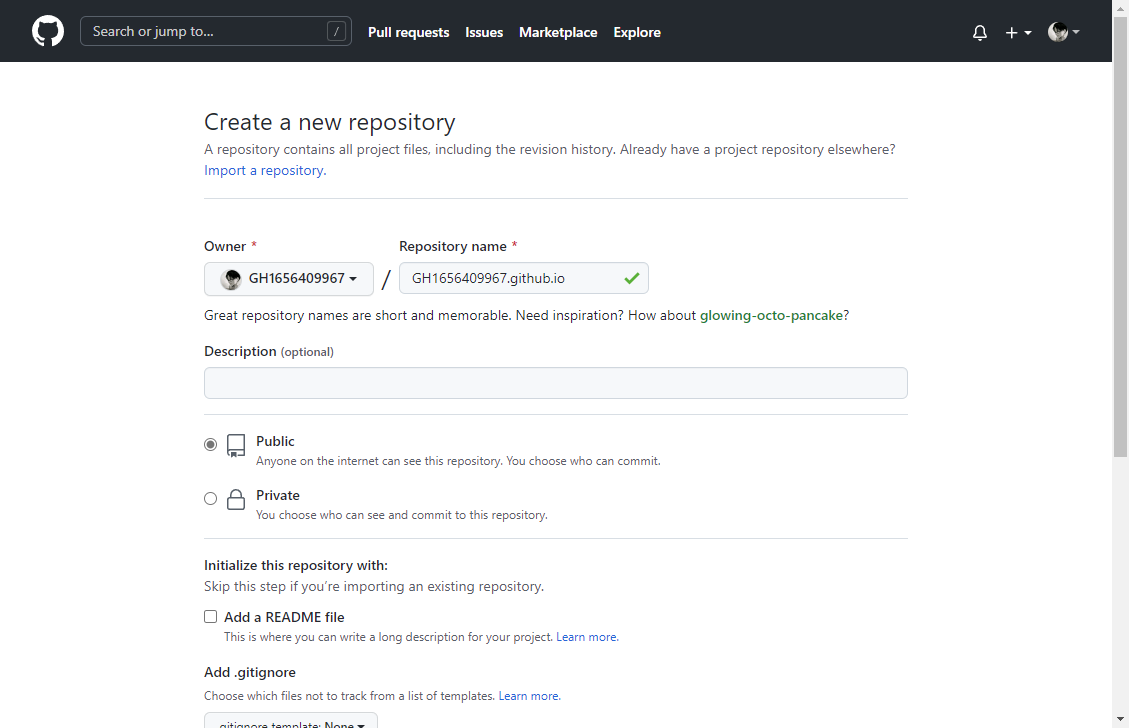 Search or jump to... /
Pull requests Issues Marketplace Explore
Create a new repository
A repository contains all project files, including the revision history. Already have a project repository elsewhere?
Import a repository.
Owner * Repository name *
GH1656409967 / GH1656409967.github.io
Great repository names are short and memorable. Need inspiration? How about glowing-octo-pancake?
Description (optional)
Public
Anyone on the internet can see this repository. You choose who can commit.
Private
You choose who can see and commit to this repository.
Initialize this repository with:
Skip this step if you’re importing an existing repository.
Add a README file
This is where you can write a long description for your project. Learn more.
Add .gitignore
Choose which files not to track from a list of templates. Learn more.
.gitignore template: None